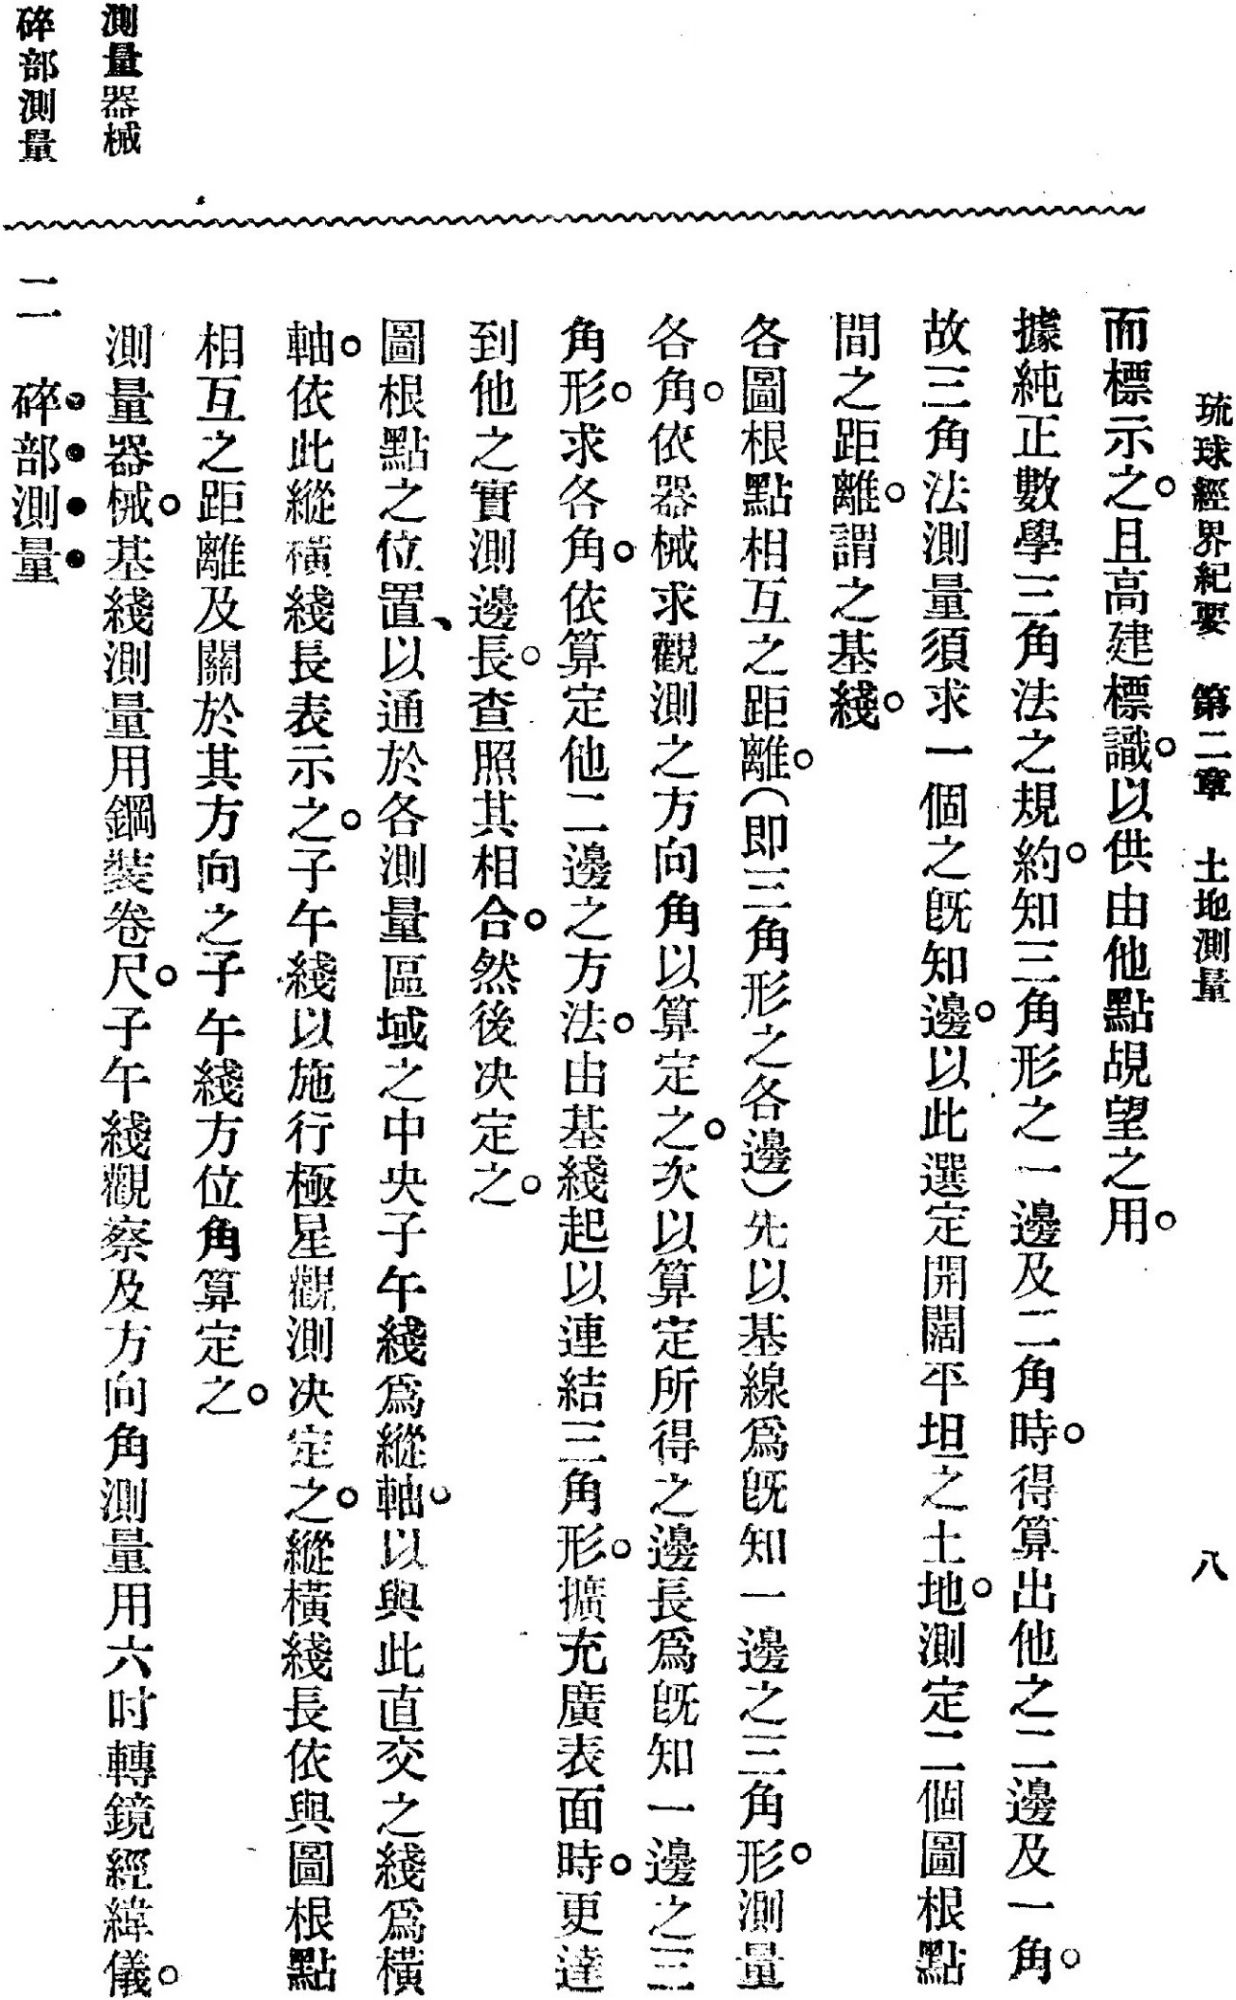 琉球經界紀要　第二章　土地測量　八
而標示之。且高建標識。以供由他點覘望之用。
據純正數學三角法之規約。知三角形之一邊及二角時。得算出他之二邊及一角。
故三角法測量須求一個之旣知邊。以此選定開闊平坦之土地。測定二個圖根點
間之距離。謂之基綫。
各圖根點相互之距離。（卽三角形之各邊）先以基線爲旣知一邊之三角形。測量
各角。依器械求觀測之方向角以算定之。次以算定所得之邊長爲旣知一邊之三
角形。求各角。依算定他二邊之方法。由基綫起以連結三角形。擴充廣表面時。更達
到他之實測邊長。查照其相合。然後決定之。
圖根點之位置、以通於各測量區域之中央子午綫爲縱軸。以與此直交之綫爲橫
軸。依此縱橫綫長表示之。子午綫以施行極星觀測決定之。縱橫綫長依與圖根點
相互之距離及關於其方向之子午綫方位角算定之。
測量器械
測量器械。基綫測量用鋼裝卷尺。子午綫觀察及方向角測量用六吋轉鏡經緯儀。
碎部測量
二　碎部測量